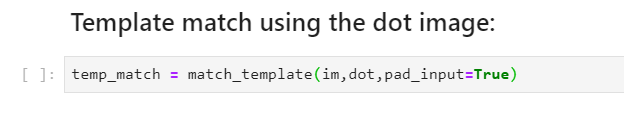 Template match using the dot image:
[ ]: temp_match = match_template(im,dot,pad_input=True)